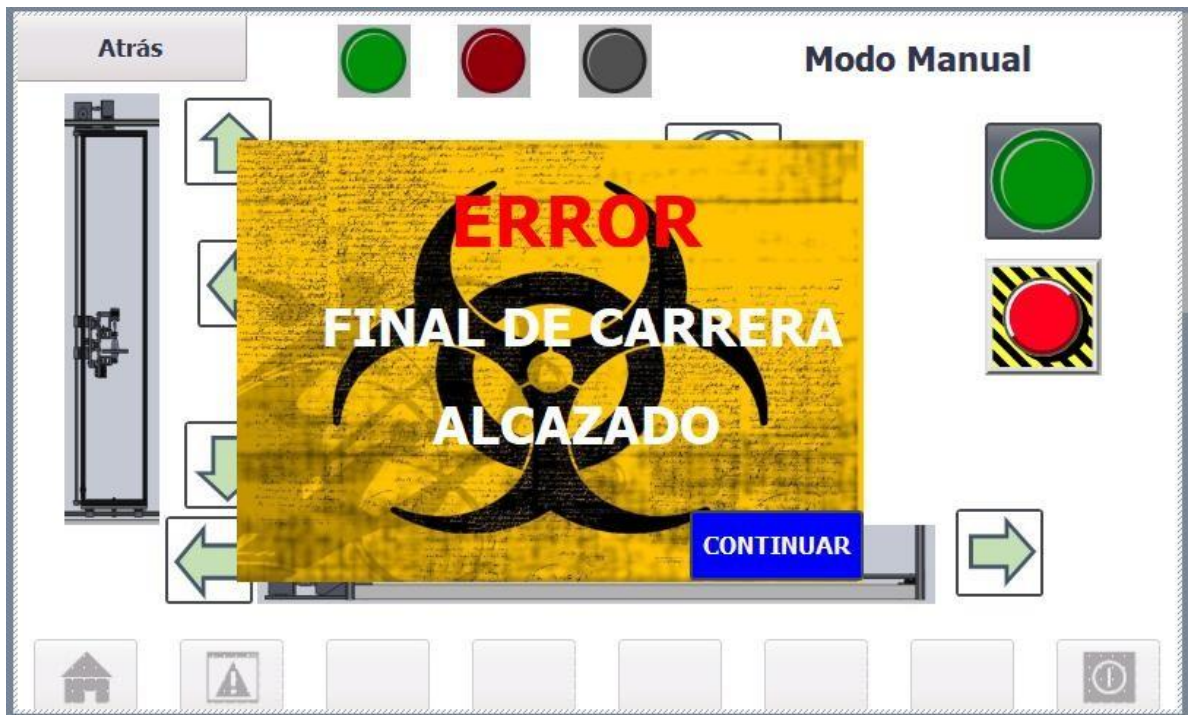 Atrás
Modo Manual
ERROR
FINAL DE CARRERA
ALCAZADO
CONTINUAR